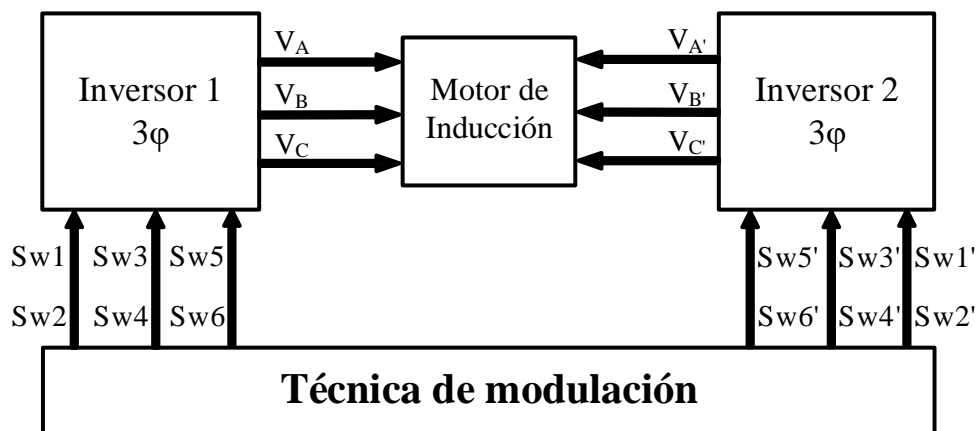 Inversor 1
3φ
V_A
V_B
V_C
Motor de
Inducción
V_A'
V_B'
V_C'
Inversor 2
3φ
Sw1 Sw3 Sw5
Sw2 Sw4 Sw6
Sw5' Sw3' Sw1'
Sw6' Sw4' Sw2'
Técnica de modulación